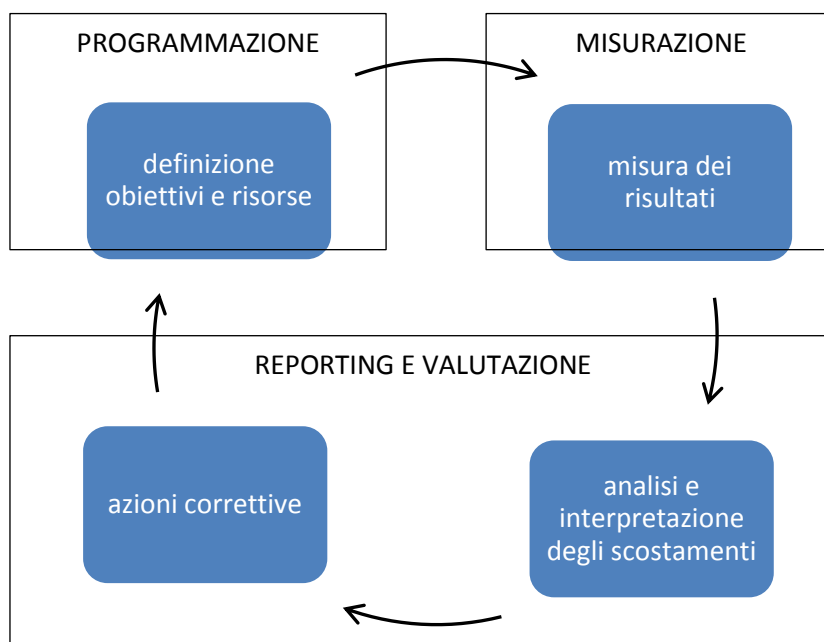 PROGRAMMAZIONE
definizione
obiettivi e risorse
MISURAZIONE
misura dei
risultati
REPORTING E VALUTAZIONE
azioni correttive
analisi e
interpretazione
degli scostamenti